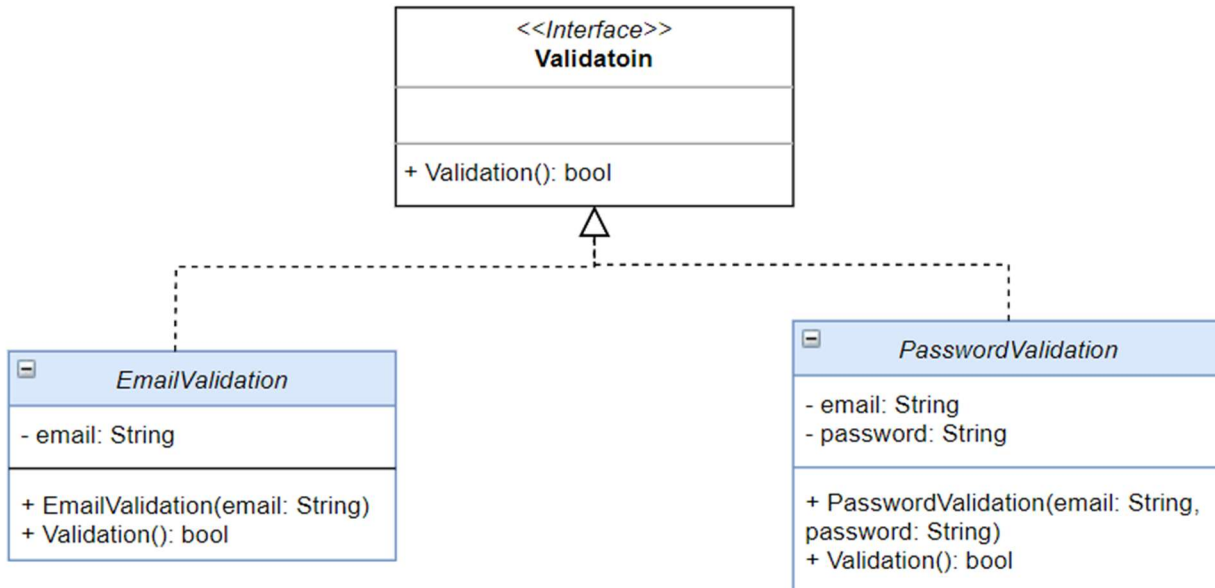 <<Interface>>
Validatoin
+ Validation(): bool
EmailValidation
- email: String
+ EmailValidation(email: String)
+ Validation(): bool
PasswordValidation
- email: String
- password: String
+ PasswordValidation(email: String,
password: String)
+ Validation(): bool